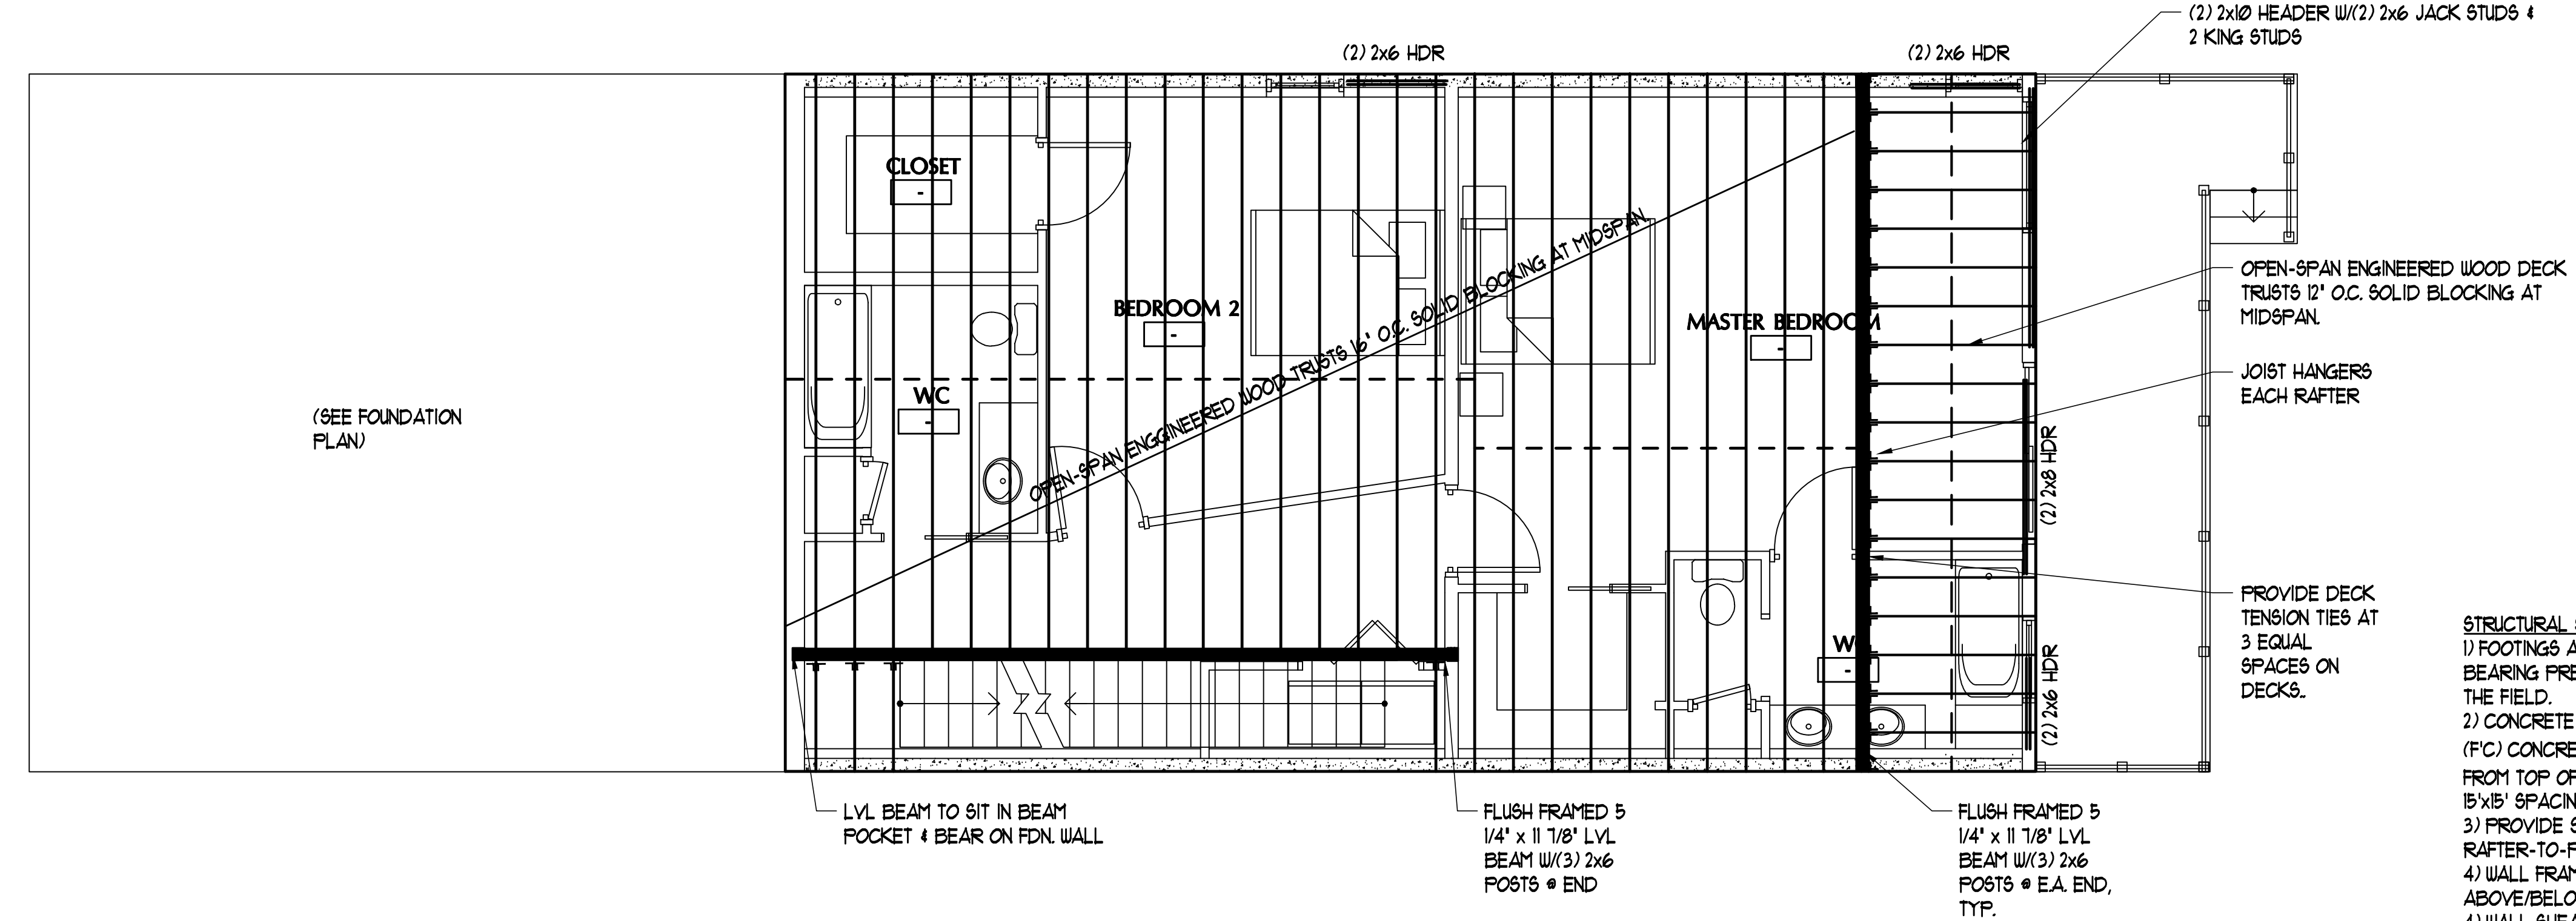 (2) 2x10 HEADER W/(2) 2x6 JACK STUDS &
2 KING STUDS
(2) 2x6 HDR
(2) 2x6 HDR
CLOSET
-
BEDROOM 2
-
MASTER BEDROOM
-
WC
-
W
-
OPEN-SPAN ENGGINEERED WOOD TRUSTS 16" O.C. SOLID BLOCKING AT MIDSPAN
(SEE FOUNDATION
PLAN)
OPEN-SPAN ENGINEERED WOOD DECK
TRUSTS 12" O.C. SOLID BLOCKING AT
MIDSPAN.
JOIST HANGERS
EACH RAFTER
(2) 2x8 HDR
PROVIDE DECK
TENSION TIES AT
3 EQUAL
SPACES ON
DECKS..
(2) 2x6 HDR
LVL BEAM TO SIT IN BEAM
POCKET & BEAR ON FDN. WALL
FLUSH FRAMED 5
1/4" x 11 7/8" LVL
BEAM W/(3) 2x6
POSTS @ END
FLUSH FRAMED 5
1/4" x 11 7/8" LVL
BEAM W/(3) 2x6
POSTS @ E.A. END,
TYP.
STRUCTURAL
1) FOOTINGS A
BEARING PRE
THE FIELD.
2) CONCRETE
(F'C) CONCRE
FROM TOP OF
15'x15' SPACIN
3) PROVIDE S
RAFTER-TO-F
4) WALL FRAM
ABOVE/BELO